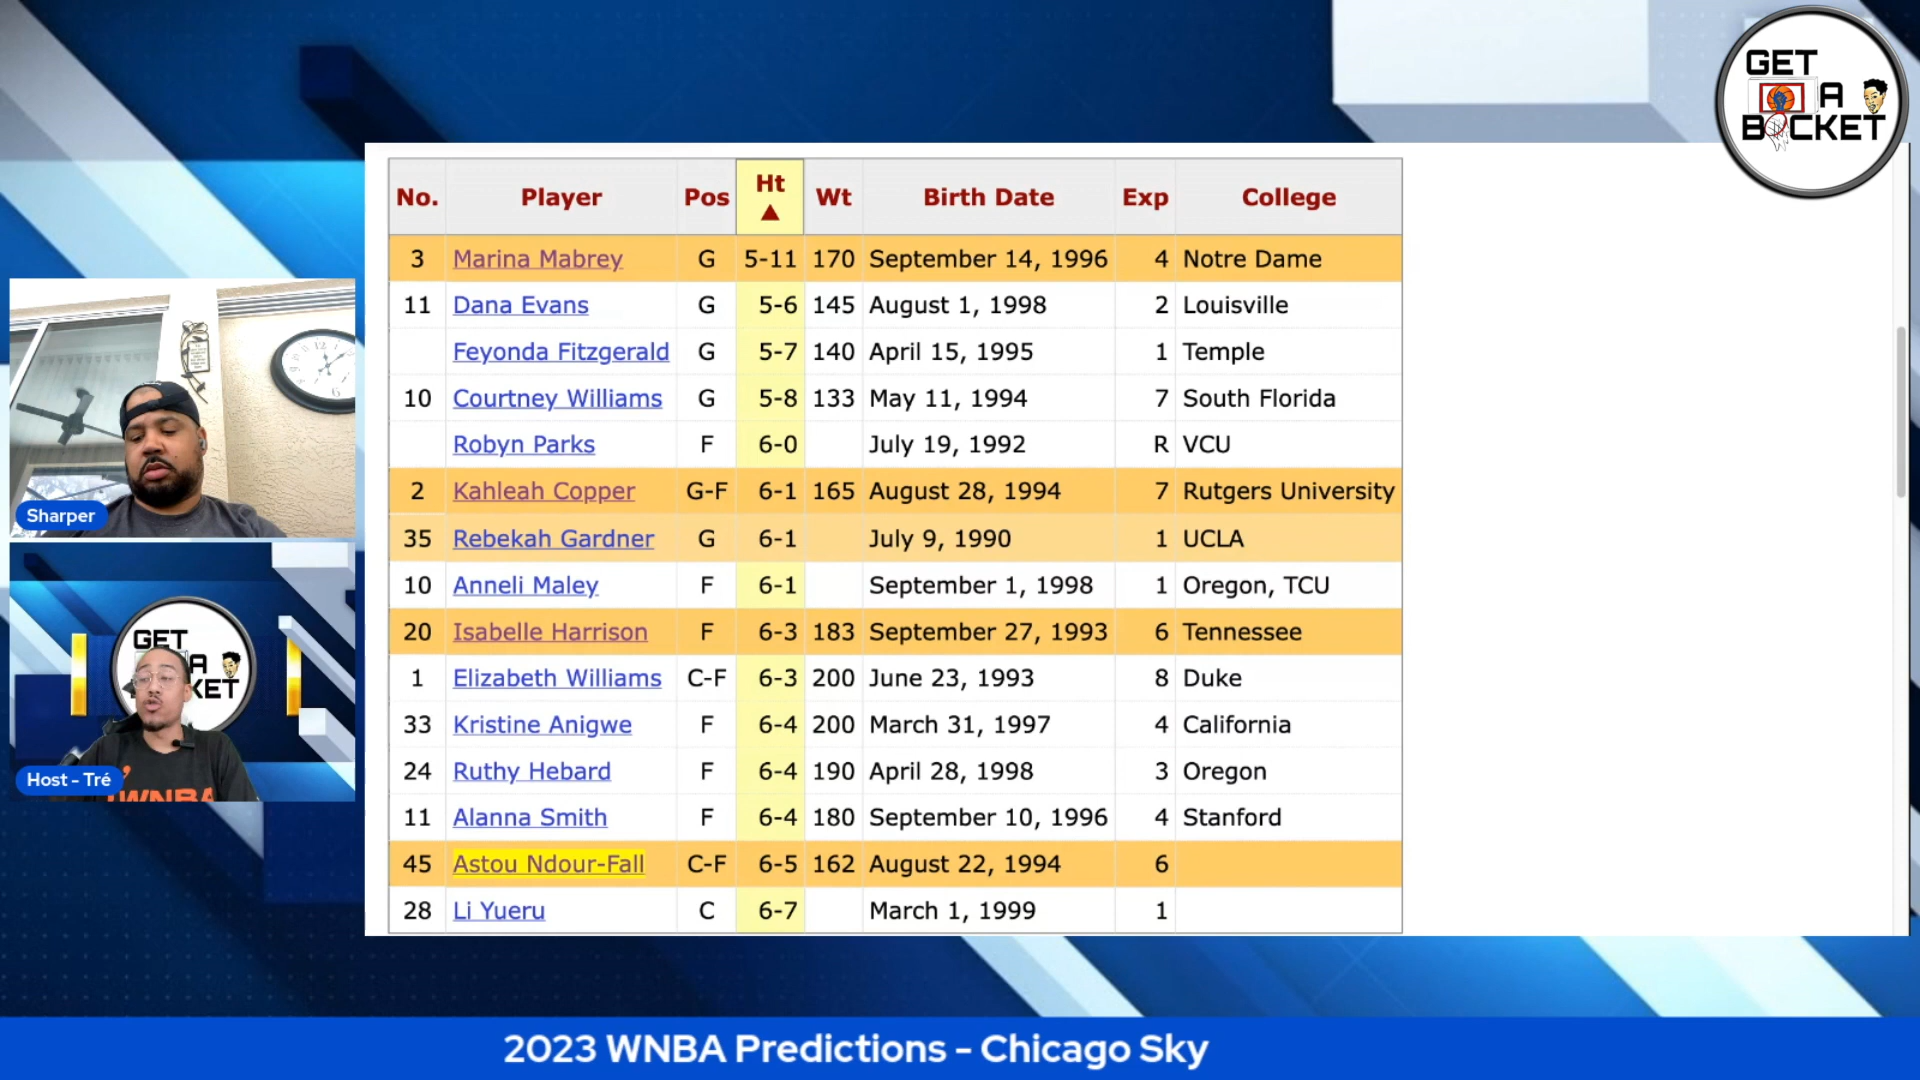 GET
A
BUCKET
No. Player Pos Ht ▲ Wt Birth Date Exp College
3 Marina Mabrey G 5-11 170 September 14, 1996 4 Notre Dame
11 Dana Evans G 5-6 145 August 1, 1998 2 Louisville
Feyonda Fitzgerald G 5-7 140 April 15, 1995 1 Temple
10 Courtney Williams G 5-8 133 May 11, 1994 7 South Florida
Robyn Parks F 6-0 July 19, 1992 R VCU
2 Kahleah Copper G-F 6-1 165 August 28, 1994 7 Rutgers University
35 Rebekah Gardner G 6-1 July 9, 1990 1 UCLA
10 Anneli Maley F 6-1 September 1, 1998 1 Oregon, TCU
20 Isabelle Harrison F 6-3 183 September 27, 1993 6 Tennessee
1 Elizabeth Williams C-F 6-3 200 June 23, 1993 8 Duke
33 Kristine Anigwe F 6-4 200 March 31, 1997 4 California
24 Ruthy Hebard F 6-4 190 April 28, 1998 3 Oregon
11 Alanna Smith F 6-4 180 September 10, 1996 4 Stanford
45 Astou Ndour-Fall C-F 6-5 162 August 22, 1994 6
28 Li Yueru C 6-7 March 1, 1999 1
Sharper
GET
A
KET
Host - Tré
WNBA
2023 WNBA Predictions - Chicago Sky